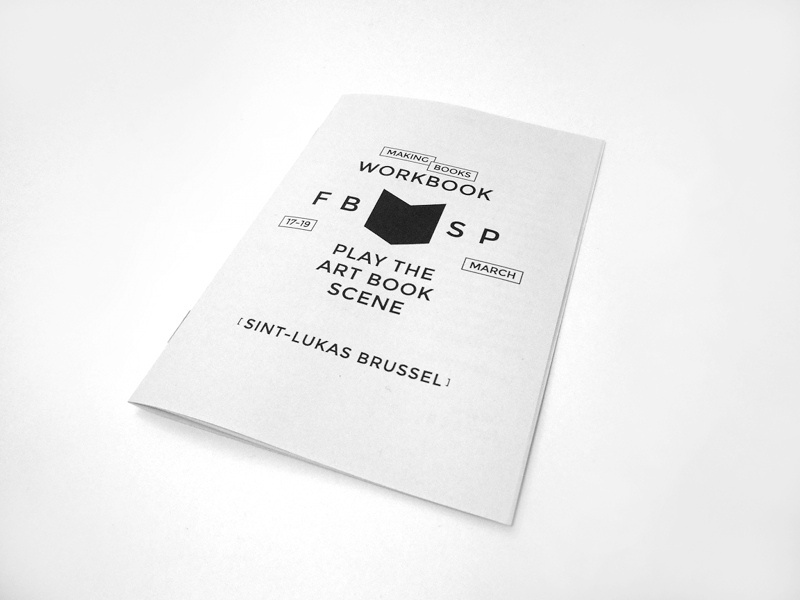 MAKING
BOOKS
WORKBOOK
F B S P
17-19
MARCH
PLAY THE
ART BOOK
SCENE
[SINT-LUKAS BRUSSEL]